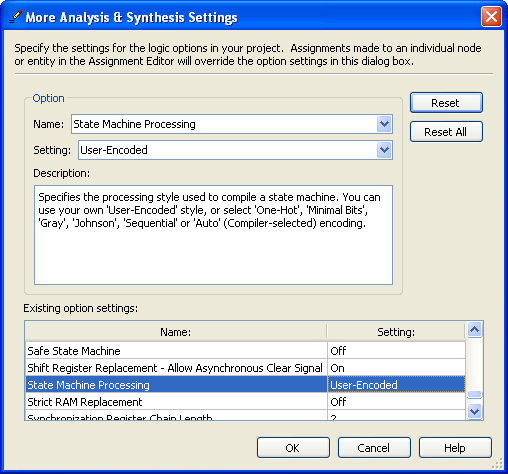 More Analysis & Synthesis Settings
Specify the settings for the logic options in your project. Assignments made to an individual node
or entity in the Assignment Editor will override the option settings in this dialog box.
Option
Name: State Machine Processing
Reset
Setting: User-Encoded
Reset All
Description:
Specifies the processing style used to compile a state machine. You can
use your own 'User-Encoded' style, or select 'One-Hot', 'Minimal Bits',
'Gray', 'Johnson', 'Sequential' or 'Auto' (Compiler-selected) encoding.
Existing option settings:
Name: Setting:
Safe State Machine Off
Shift Register Replacement - Allow Asynchronous Clear Signal On
State Machine Processing User-Encoded
Strict RAM Replacement Off
Synchronization Register Chain Length 2
OK Cancel Help